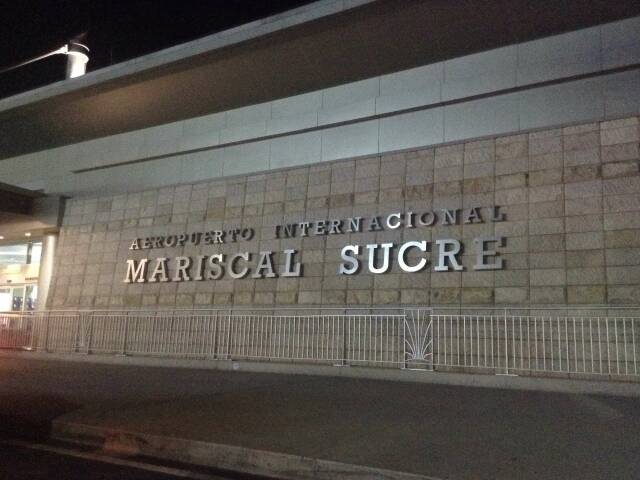 AEROPUERTO INTERNACIONAL
MARISCAL SUCRE